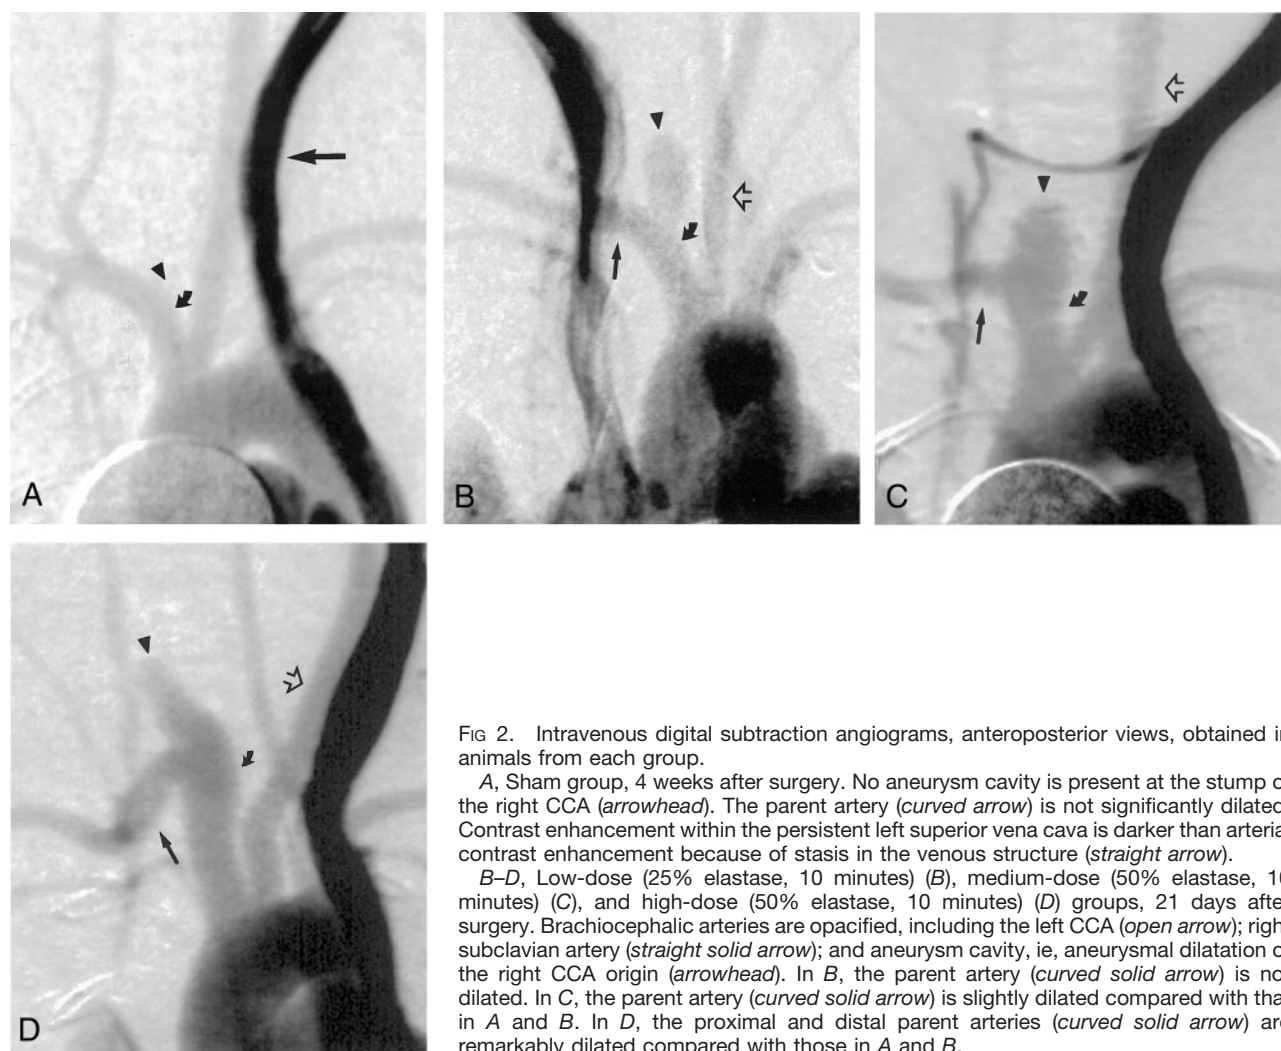 A
B
C
D
FIG 2. Intravenous digital subtraction angiograms, anteroposterior views, obtained in
animals from each group.
A, Sham group, 4 weeks after surgery. No aneurysm cavity is present at the stump o
the right CCA (arrowhead). The parent artery (curved arrow) is not significantly dilated
Contrast enhancement within the persistent left superior vena cava is darker than arteria
contrast enhancement because of stasis in the venous structure (straight arrow).
B–D, Low-dose (25% elastase, 10 minutes) (B), medium-dose (50% elastase, 10
minutes) (C), and high-dose (50% elastase, 10 minutes) (D) groups, 21 days afte
surgery. Brachiocephalic arteries are opacified, including the left CCA (open arrow); righ
subclavian artery (straight solid arrow); and aneurysm cavity, ie, aneurysmal dilatation o
the right CCA origin (arrowhead). In B, the parent artery (curved solid arrow) is no
dilated. In C, the parent artery (curved solid arrow) is slightly dilated compared with tha
in A and B. In D, the proximal and distal parent arteries (curved solid arrow) are
remarkably dilated compared with those in A and B.